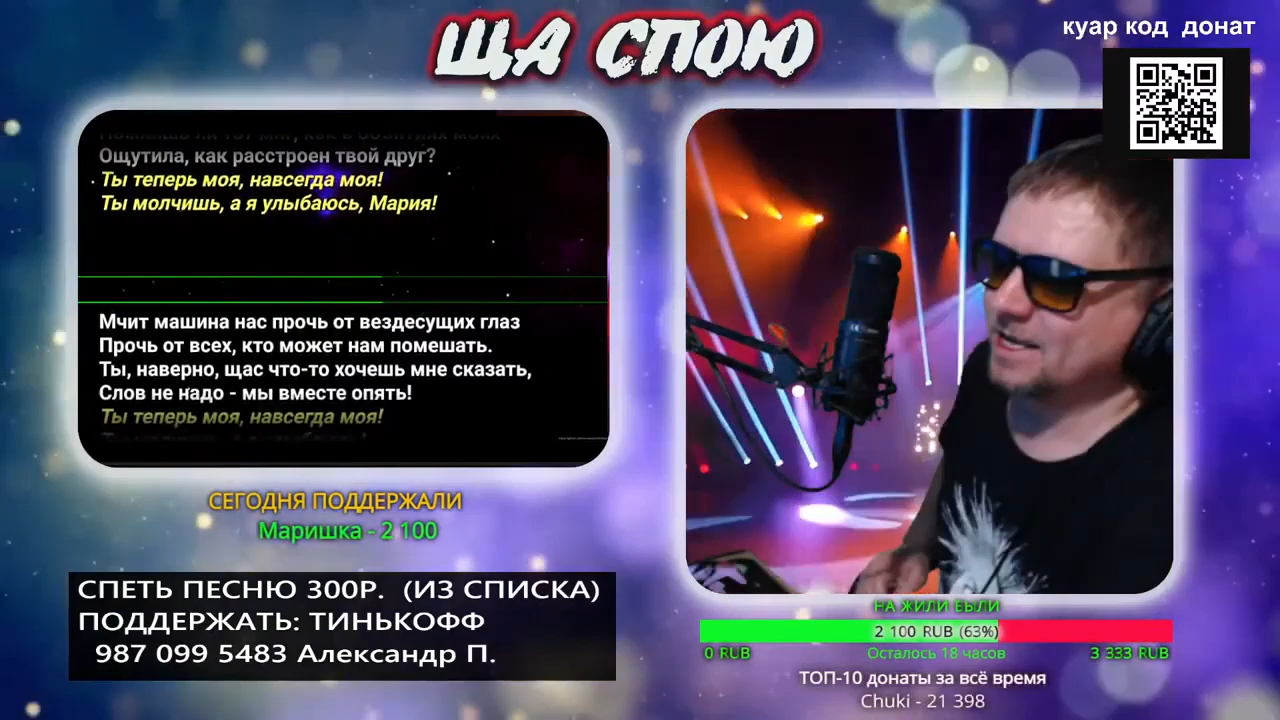 ЩА СПОЮ
куар код донат
Ощутила, как расстроен твой друг?
Ты теперь моя, навсегда моя!
Ты молчишь, а я улыбаюсь, Мария!
Мчит машина нас прочь от вездесущих глаз
Прочь от всех, кто может нам помешать.
Ты, наверно, щас что-то хочешь мне сказать,
Слов не надо - мы вместе опять!
Ты теперь моя, навсегда моя!
СЕГОДНЯ ПОДДЕРЖАЛИ
Маришка - 2 100
СПЕТЬ ПЕСНЮ 300Р. (ИЗ СПИСКА)
ПОДДЕРЖАТЬ: ТИНЬКОФФ
987 099 5483 Александр П.
НА ЖИЛИ БЫЛИ
2 100 RUB (63%)
0 RUB
Осталось 18 часов
3 333 RUB
ТОП-10 донаты за всё время
Chuki - 21 398